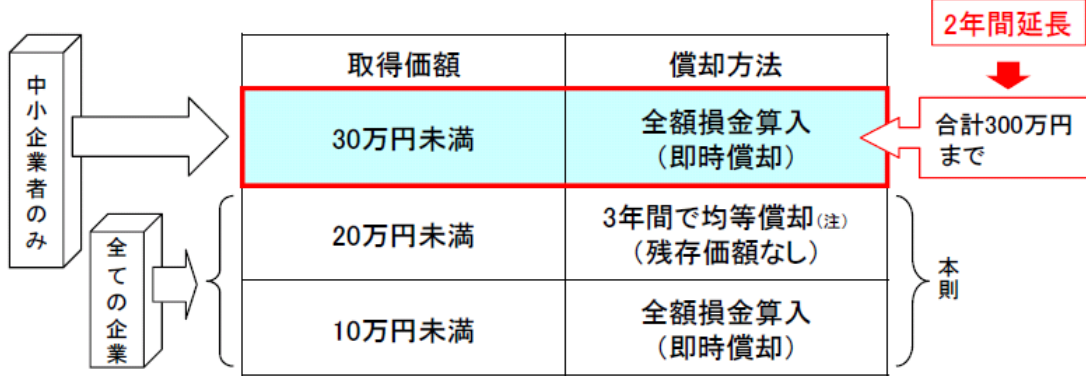 2年間延長
中小企業者のみ
取得価額
償却方法
30万円未満
全額損金算入
（即時償却）
合計300万円
まで
全ての企業
20万円未満
3年間で均等償却（注）
（残存価額なし）
本則
10万円未満
全額損金算入
（即時償却）